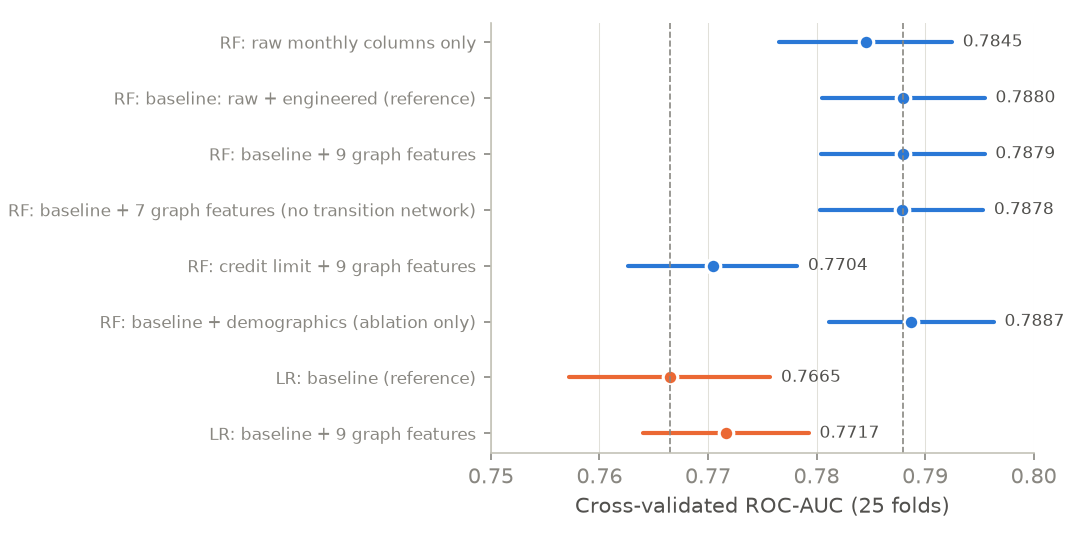 RF: raw monthly columns only
0.7845
RF: baseline: raw + engineered (reference)
0.7880
RF: baseline + 9 graph features
0.7879
RF: baseline + 7 graph features (no transition network)
0.7878
RF: credit limit + 9 graph features
0.7704
RF: baseline + demographics (ablation only)
0.7887
LR: baseline (reference)
0.7665
LR: baseline + 9 graph features
0.7717
0.75 0.76 0.77 0.78 0.79 0.80
Cross-validated ROC-AUC (25 folds)